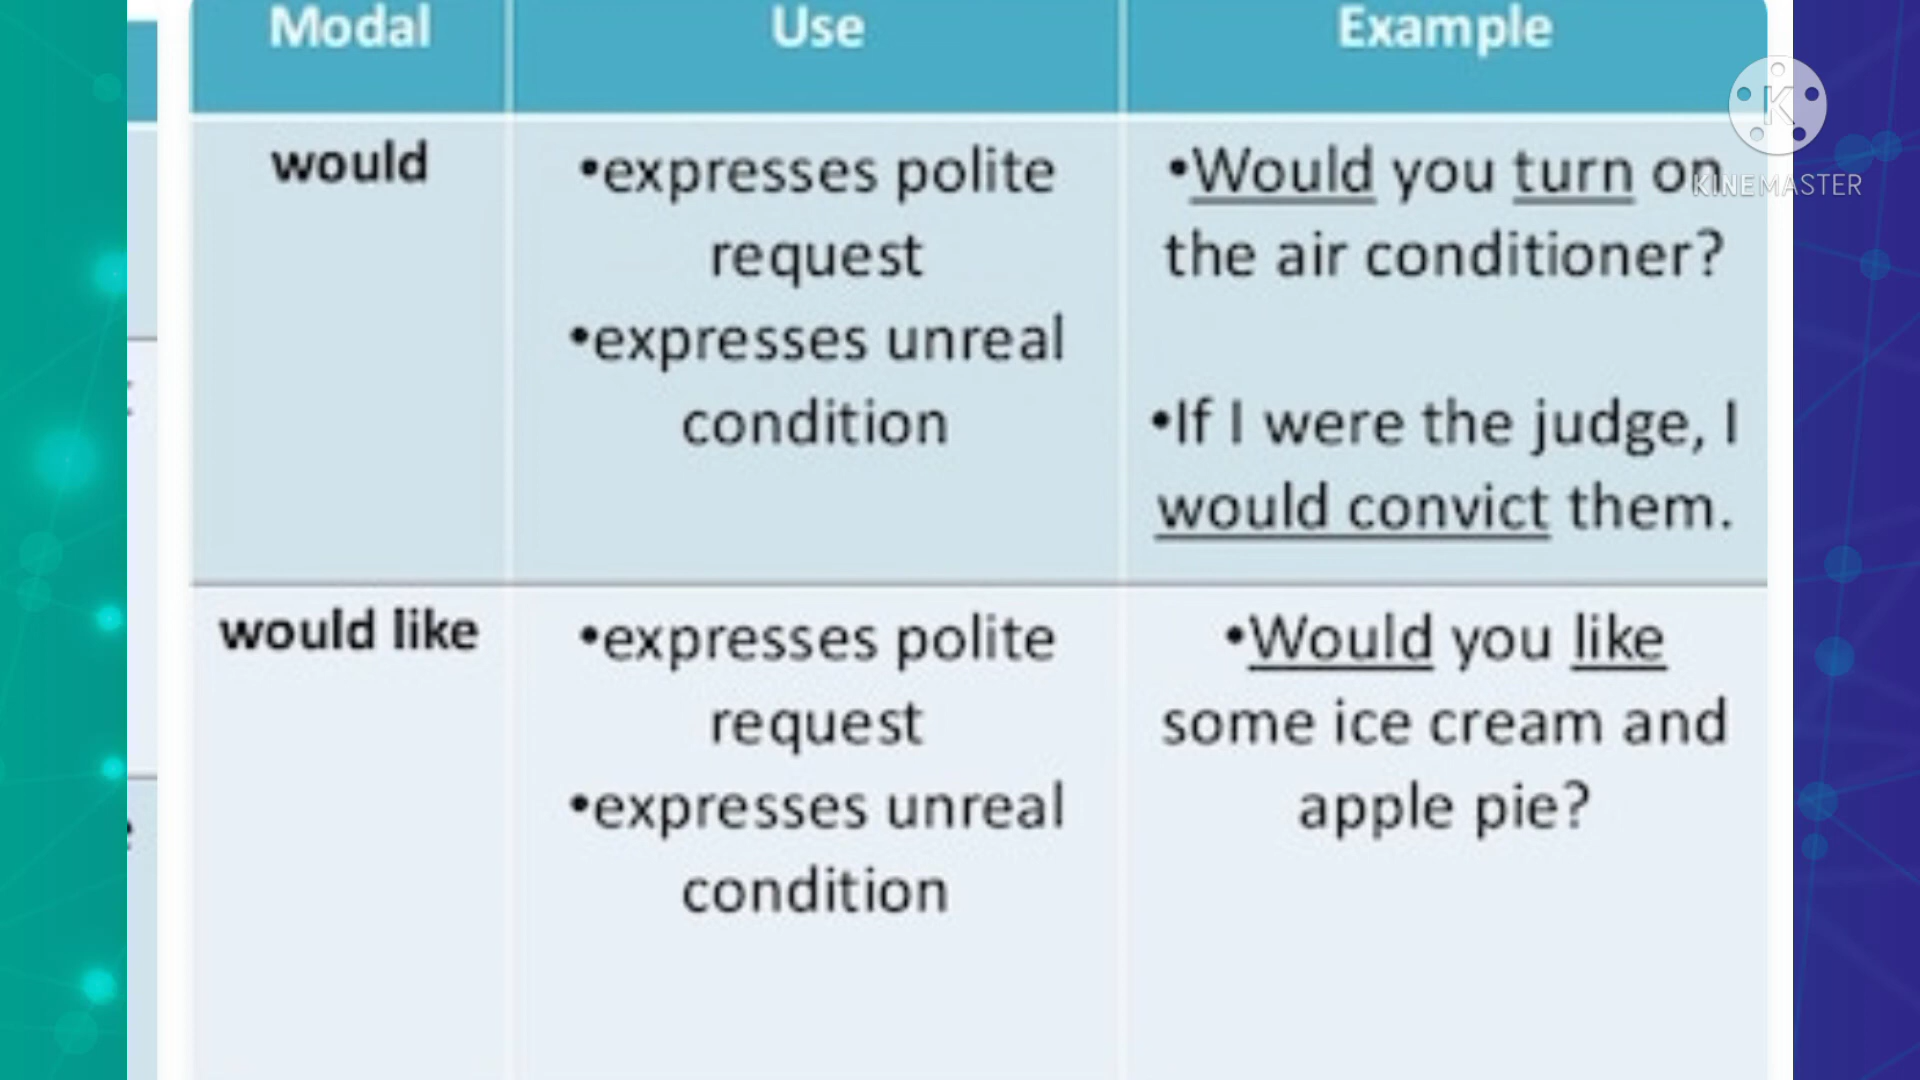 Modal
Use
Example
would
•expresses polite
request
•expresses unreal
condition
•Would you turn on
the air conditioner?
•If I were the judge, I
would convict them.
would like
•expresses polite
request
•expresses unreal
condition
•Would you like
some ice cream and
apple pie?
K
KINEMASTER